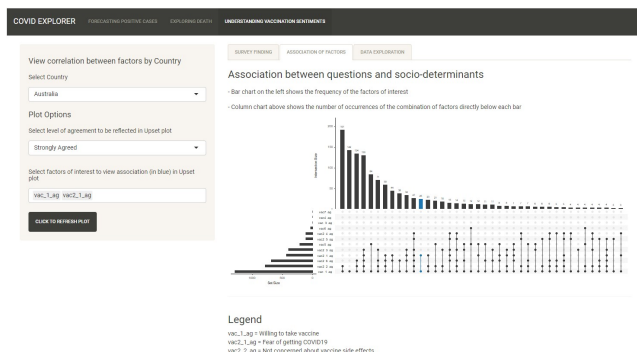 COVID EXPLORER
FORECASTING POSITIVE CASES
EXPLORING DEATH
UNDERSTANDING VACCINATION SENTIMENTS
View correlation between factors by Country
Select Country
Australia
Plot Options
Select level of agreement to be reflected in Upset plot
Strongly Agreed
Select factors of interest to view association (in blue) in Upset
plot
vac_1_ag vac2_1_ag
CLICK TO REFRESH PLOT
SURVEY FINDING
ASSOCIATION OF FACTORS
DATA EXPLORATION
Association between questions and socio-determinants
- Bar chart on the left shows the frequency of the factors of interest
- Column chart above shows the number of occurrences of the combination of factors directly below each bar
Intersection Size
Set Size
Legend
vac_1_ag = Willing to take vaccine
vac2_1_ag = Fear of getting COVID19
vac2_2_ag = Not concerned about vaccine side effects